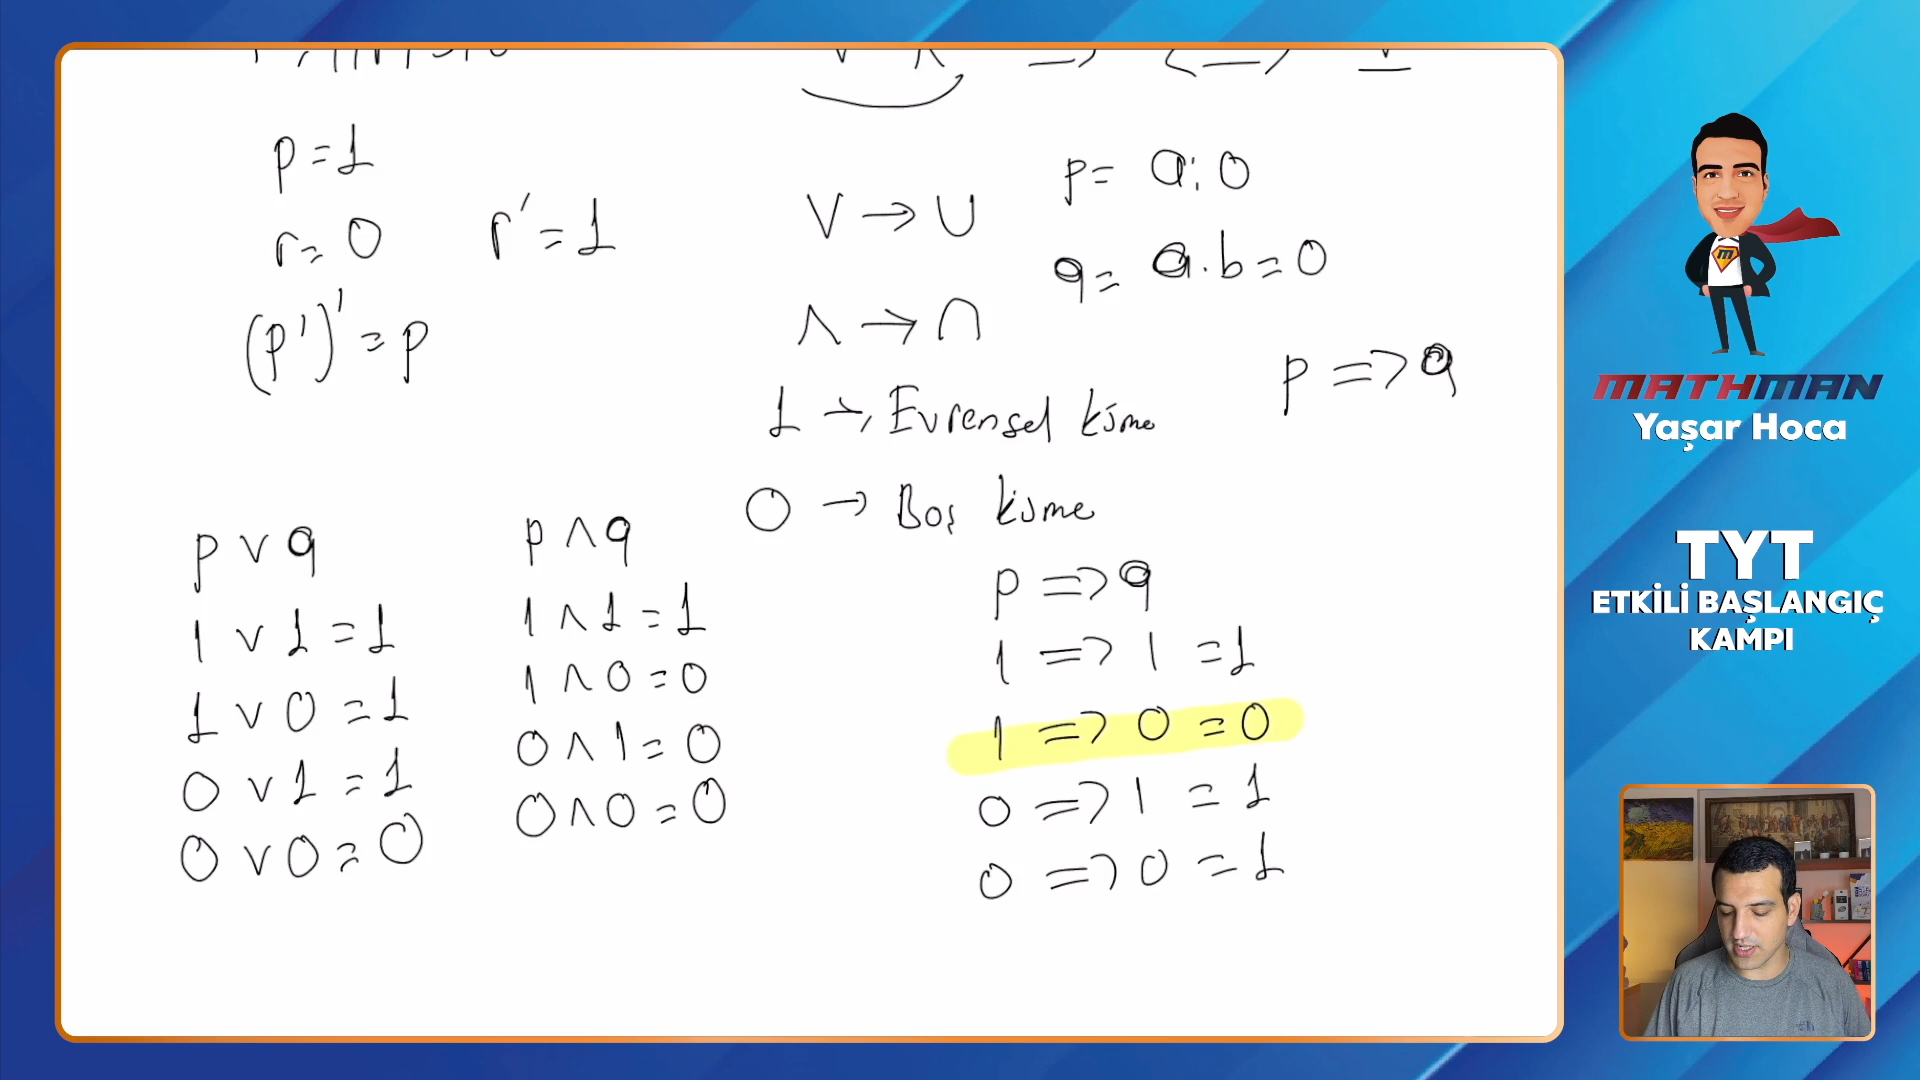 p = 1
r = 0
r' = 1
(p')' = p
∨ → ∪
∧ → ∩
1 → Evrensel küme
0 → Boş küme
p = a : 0
q = a . b = 0
p => q
p ∨ q
1 ∨ 1 = 1
1 ∨ 0 = 1
0 ∨ 1 = 1
0 ∨ 0 = 0
p ∧ q
1 ∧ 1 = 1
1 ∧ 0 = 0
0 ∧ 1 = 0
0 ∧ 0 = 0
p => q
1 => 1 = 1
1 => 0 = 0
0 => 1 = 1
0 => 0 = 1
MATHMAN
Yaşar Hoca
TYT
ETKİLİ BAŞLANGIÇ
KAMPI